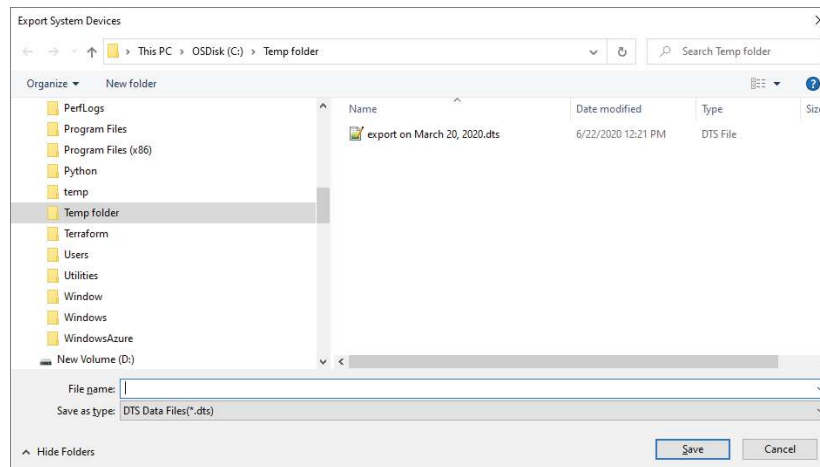 Export System Devices
This PC > OSDisk (C:) > Temp folder
Search Temp folder
Organize New folder
Name Date modified Type Size
PerfLogs
Program Files
Program Files (x86)
Python
temp
Temp folder
Terraform
Users
Utilities
Window
Windows
WindowsAzure
New Volume (D:)
export on March 20, 2020.dts 6/22/2020 12:21 PM DTS File
File name:
Save as type: DTS Data Files(*.dts)
Hide Folders
Save Cancel